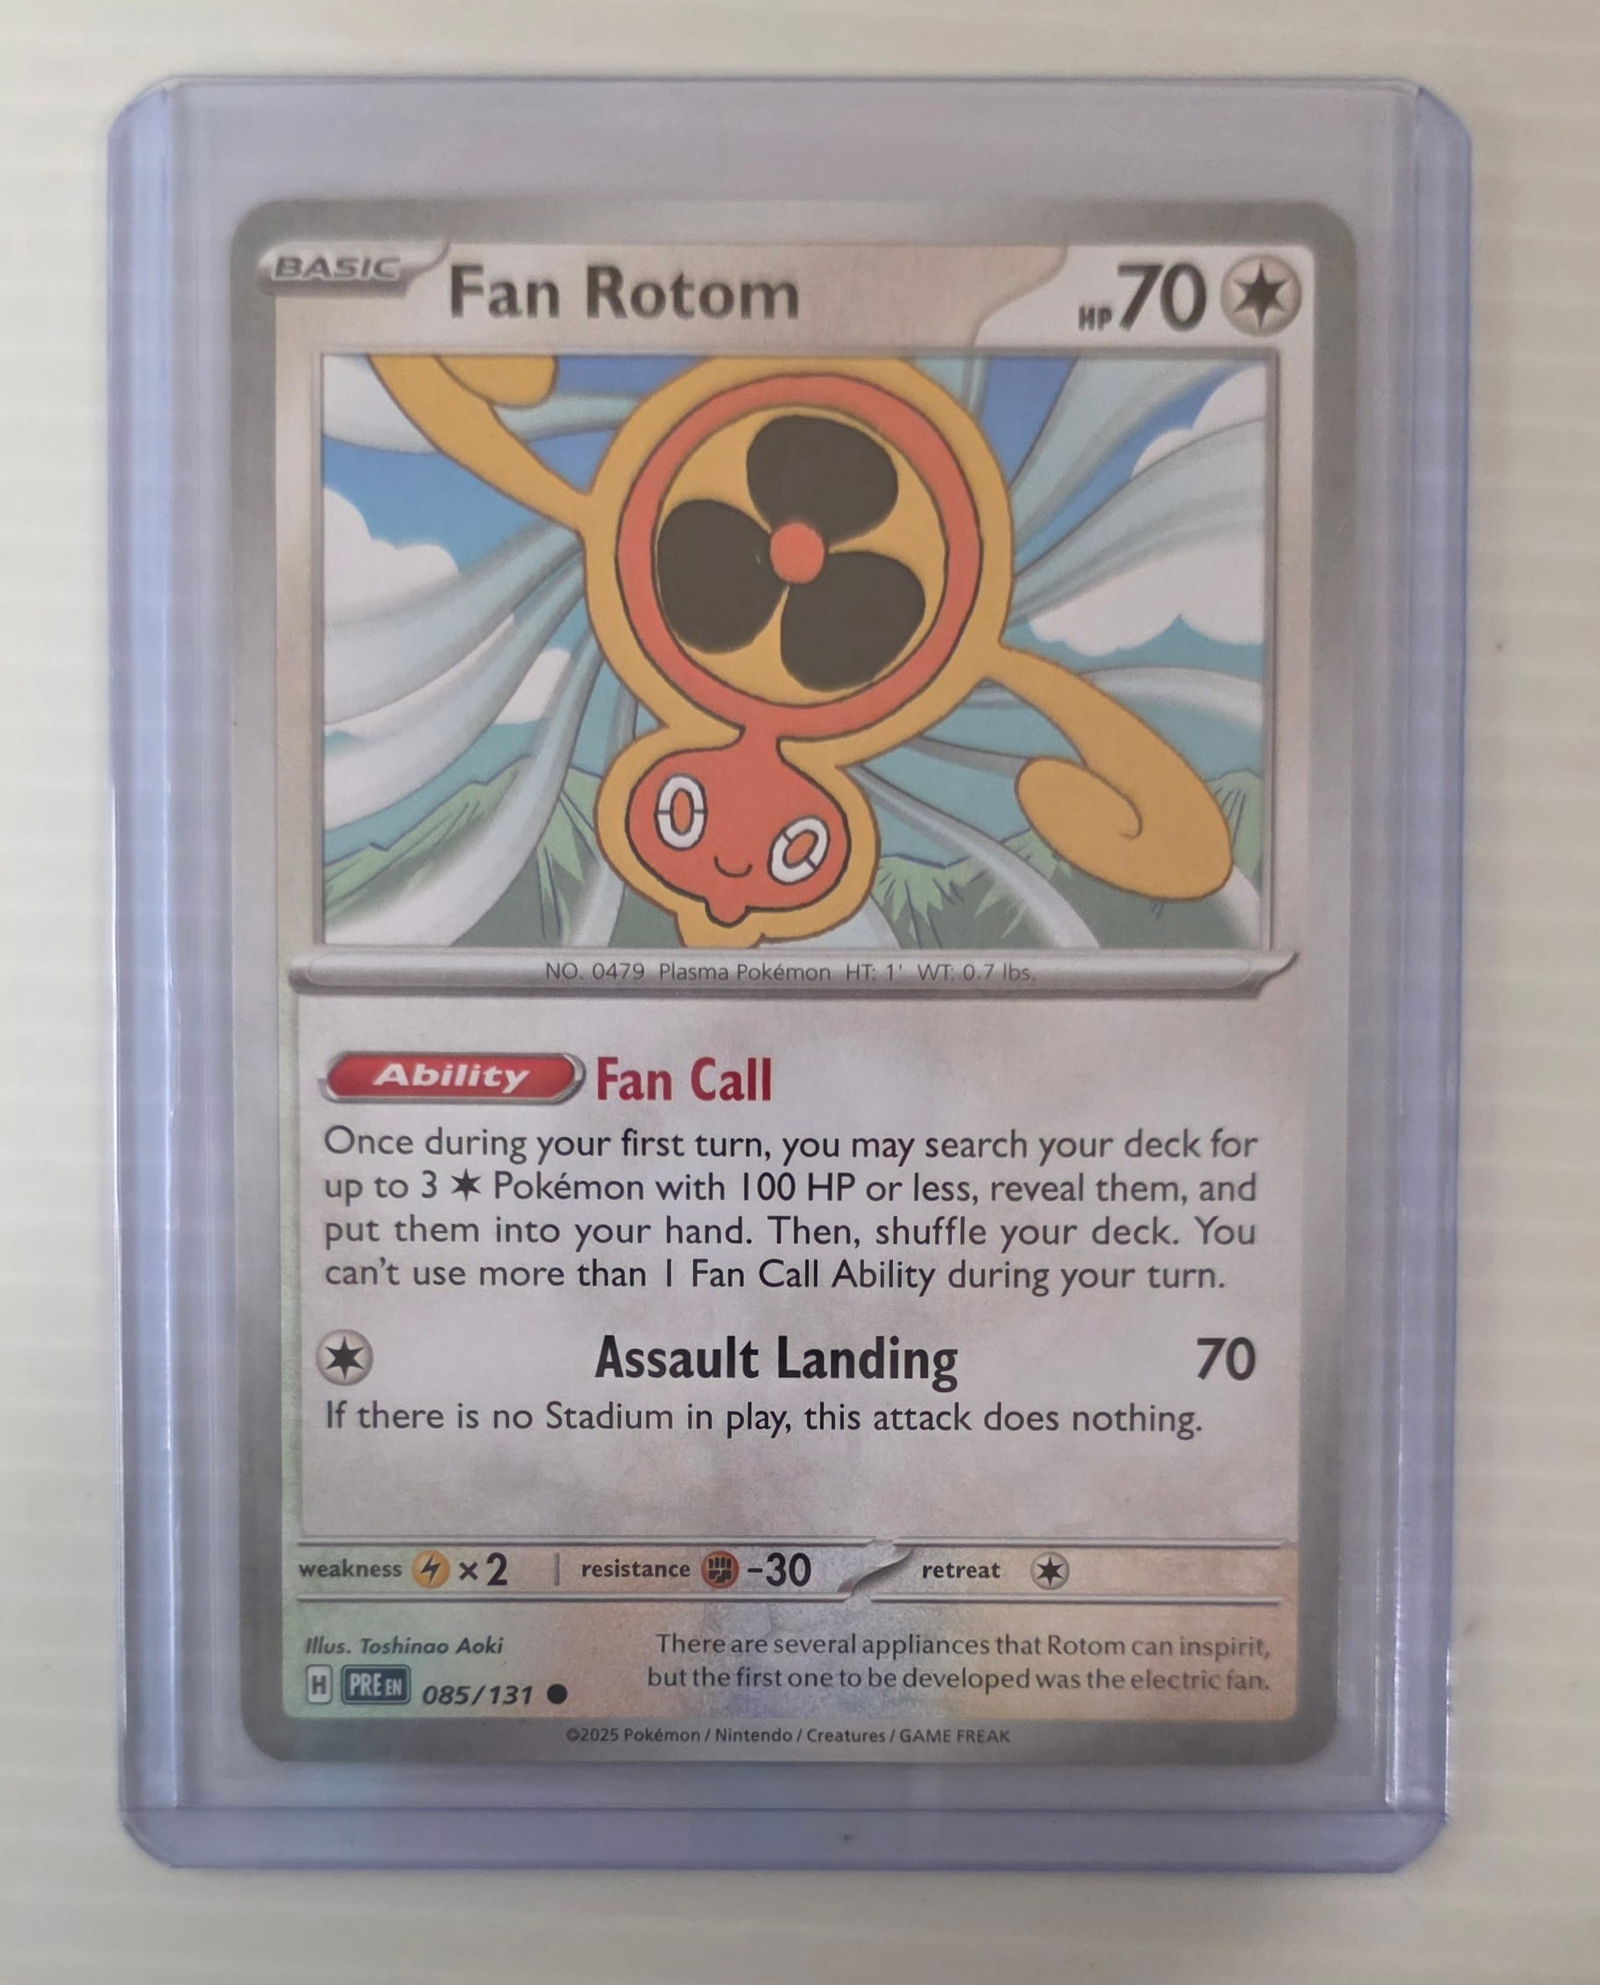 BASIC Fan Rotom HP 70
NO. 0479 Plasma Pokémon HT: 1' WT: 0.7 lbs.
Ability Fan Call
Once during your first turn, you may search your deck for
up to 3 ✶ Pokémon with 100 HP or less, reveal them, and
put them into your hand. Then, shuffle your deck. You
can't use more than 1 Fan Call Ability during your turn.
Assault Landing 70
If there is no Stadium in play, this attack does nothing.
weakness ×2 | resistance -30 retreat
Illus. Toshinao Aoki
There are several appliances that Rotom can inspirit,
but the first one to be developed was the electric fan.
H PRE EN 085/131 ●
©2025 Pokémon / Nintendo / Creatures / GAME FREAK